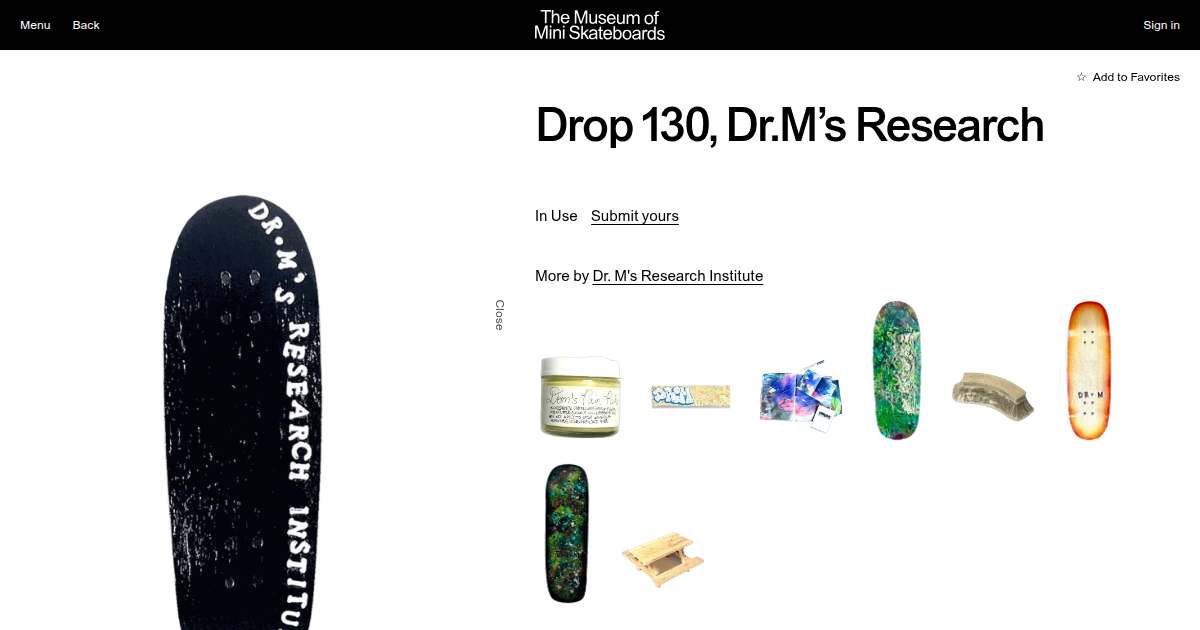 Menu
Back
The Museum of
Mini Skateboards
Sign in
☆ Add to Favorites
Drop 130, Dr.M’s Research
In Use
Submit yours
More by Dr. M's Research Institute
Close
DR•M'S RESEARCH INSTITU
DR•M